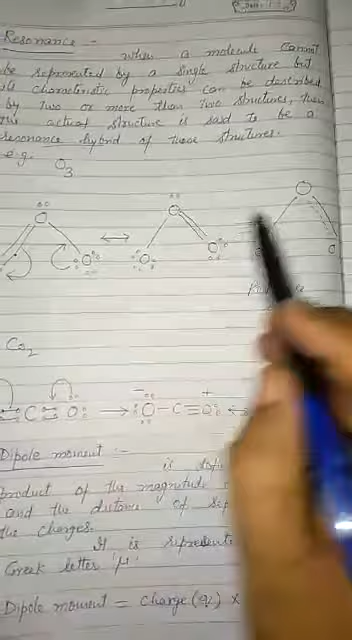 Resonance :-
When a molecule cannot
be represented by a single structure but
its characteristic properties can be described
by two or more than two structures, then
the actual structure is said to be a
resonance hybrid of these structures.
e.g. O3
O O O
O O O O O
CO2
C O: → :O-C≡O:
Dipole moment :-
is
product of the magnitude
and the distance of
the charges.
It is represente
Greek letter 'μ'
Dipole moment = charge (q) ×